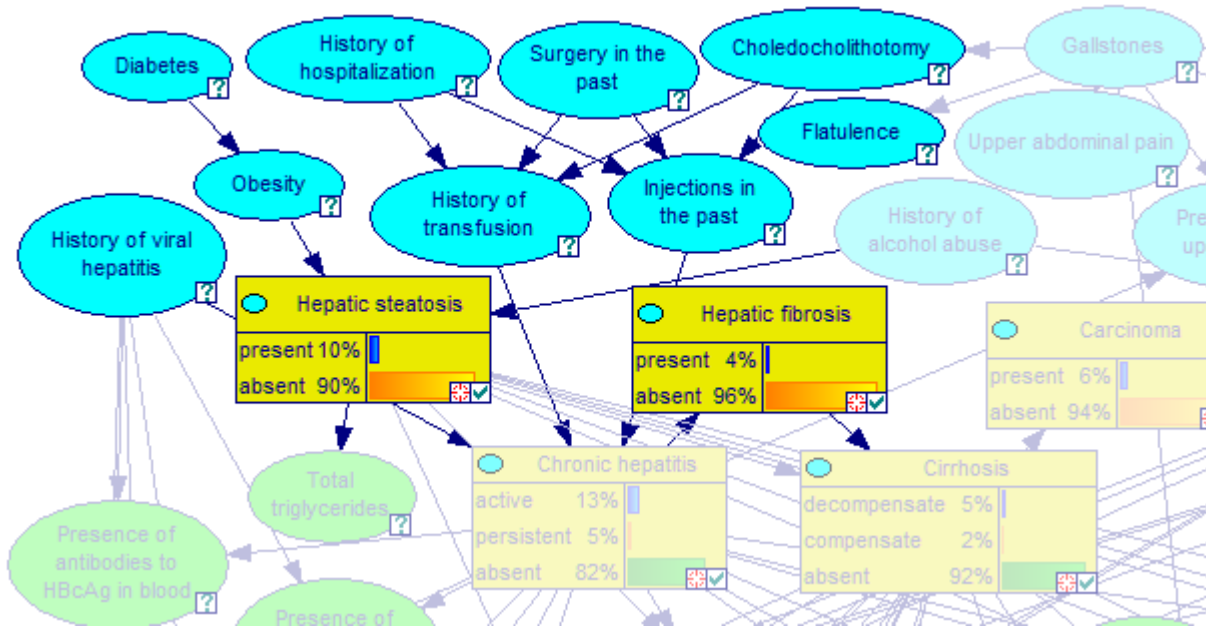 Diabetes
?
History of
hospitalization
?
Surgery in the
past
?
Choledocholithotomy
?
Gallstones
?
Flatulence
?
Upper abdominal pain
?
Obesity
?
History of
transfusion
?
Injections in
the past
?
History of
alcohol abuse
?
Pre
up
History of viral
hepatitis
?
Hepatic steatosis
present 10%
absent 90%
Hepatic fibrosis
present 4%
absent 96%
Carcinoma
present 6%
absent 94%
Total
triglycerides
?
Chronic hepatitis
active 13%
persistent 5%
absent 82%
Cirrhosis
decompensate 5%
compensate 2%
absent 92%
Presence of
antibodies to
HBcAg in blood
?
Presence of